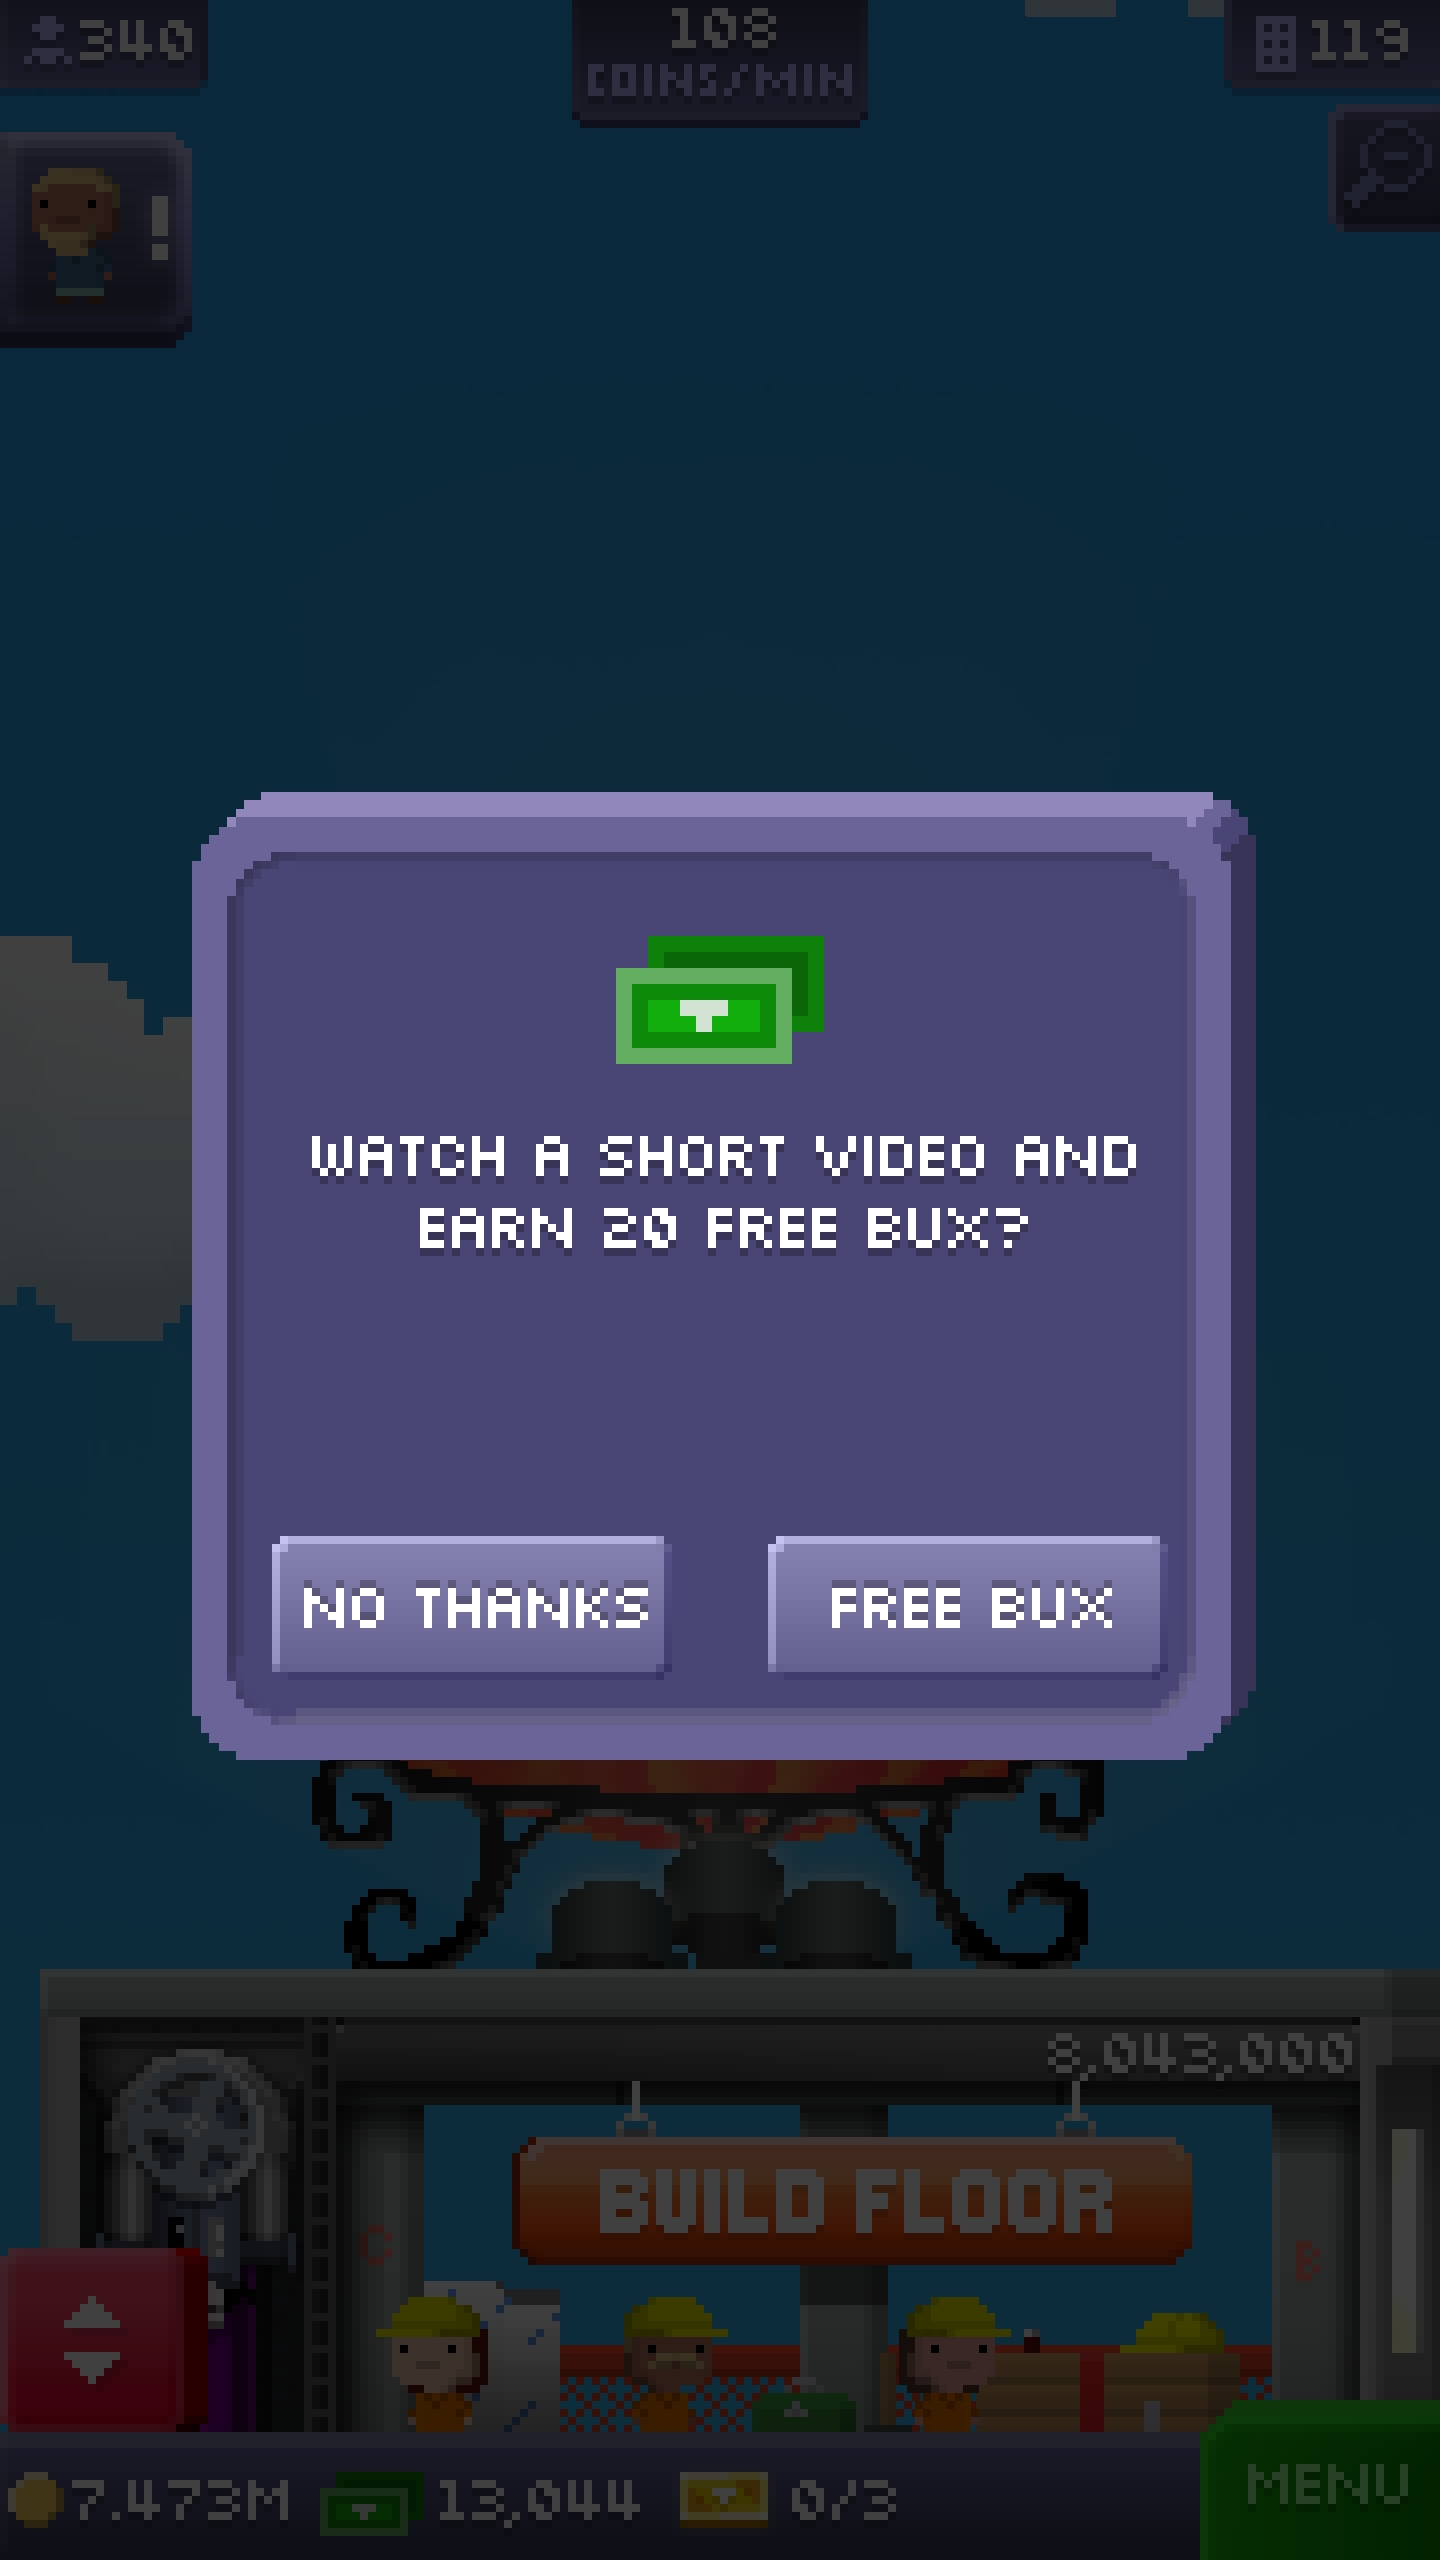 340
108
COINS/MIN
119
!
WATCH A SHORT VIDEO AND
EARN 20 FREE BUX?
NO THANKS
FREE BUX
8,043,000
BUILD FLOOR
C
B
7.473M
13,044
0/3
MENU